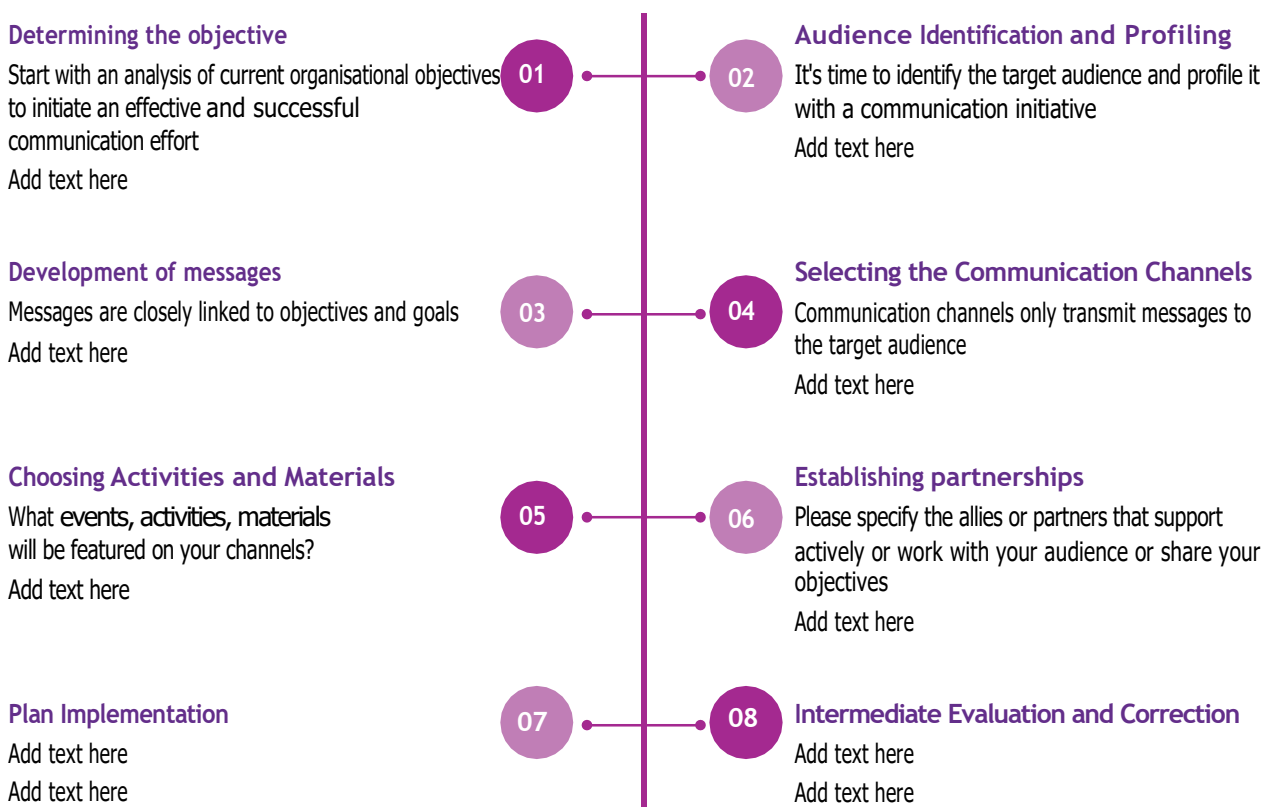 Determining the objective
Start with an analysis of current organisational objectives
to initiate an effective and successful
communication effort
Add text here
01
02
Audience Identification and Profiling
It's time to identify the target audience and profile it
with a communication initiative
Add text here
Development of messages
Messages are closely linked to objectives and goals
Add text here
03
04
Selecting the Communication Channels
Communication channels only transmit messages to
the target audience
Add text here
Choosing Activities and Materials
What events, activities, materials
will be featured on your channels?
Add text here
05
06
Establishing partnerships
Please specify the allies or partners that support
actively or work with your audience or share your
objectives
Add text here
Plan Implementation
Add text here
Add text here
07
08
Intermediate Evaluation and Correction
Add text here
Add text here